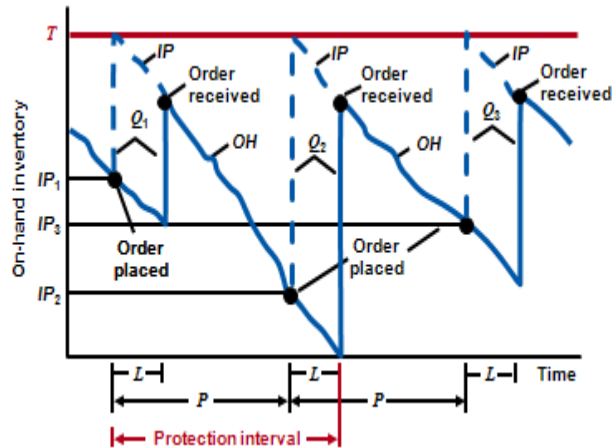 T
IP
IP
IP
Order received
Order received
Order received
Q1
Q2
Q3
OH
OH
On-hand inventory
IP1
IP3
IP2
Order placed
Order placed
L
L
L
Time
P
P
Protection interval